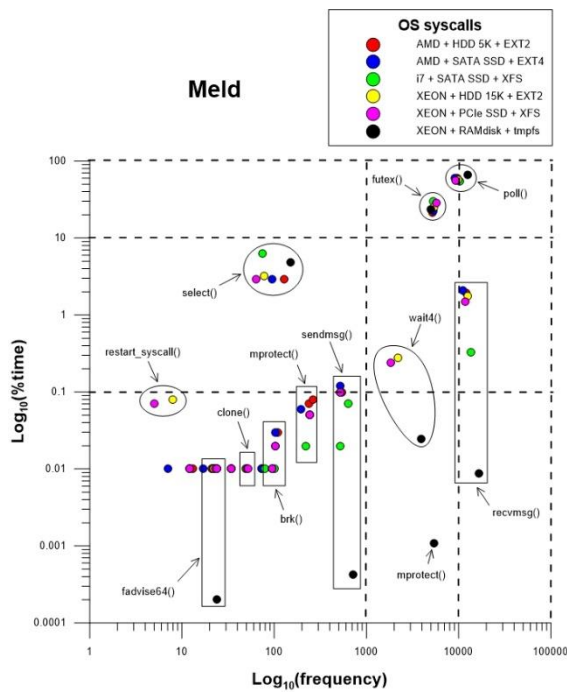 OS syscalls
AMD + HDD 5K + EXT2
AMD + SATA SSD + EXT4
i7 + SATA SSD + XFS
XEON + HDD 15K + EXT2
XEON + PCIe SSD + XFS
XEON + RAMdisk + tmpfs
Meld
Log10(%time)
100
10
1
0.1
0.01
0.001
0.0001
futex()
poll()
select()
sendmsg()
wait4()
restart_syscall()
mprotect()
clone()
brk()
recvmsg()
fadvise64()
mprotect()
1
10
100
1000
10000
100000
Log10(frequency)